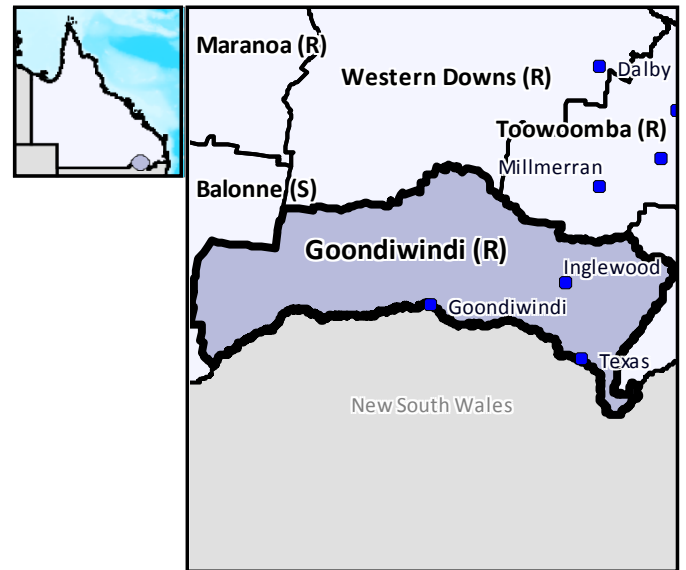 Maranoa (R)
Western Downs (R)
Dalby
Toowoomba (R)
Millmerran
Balonne (S)
Goondiwindi (R)
Inglewood
Goondiwindi
Texas
New South Wales